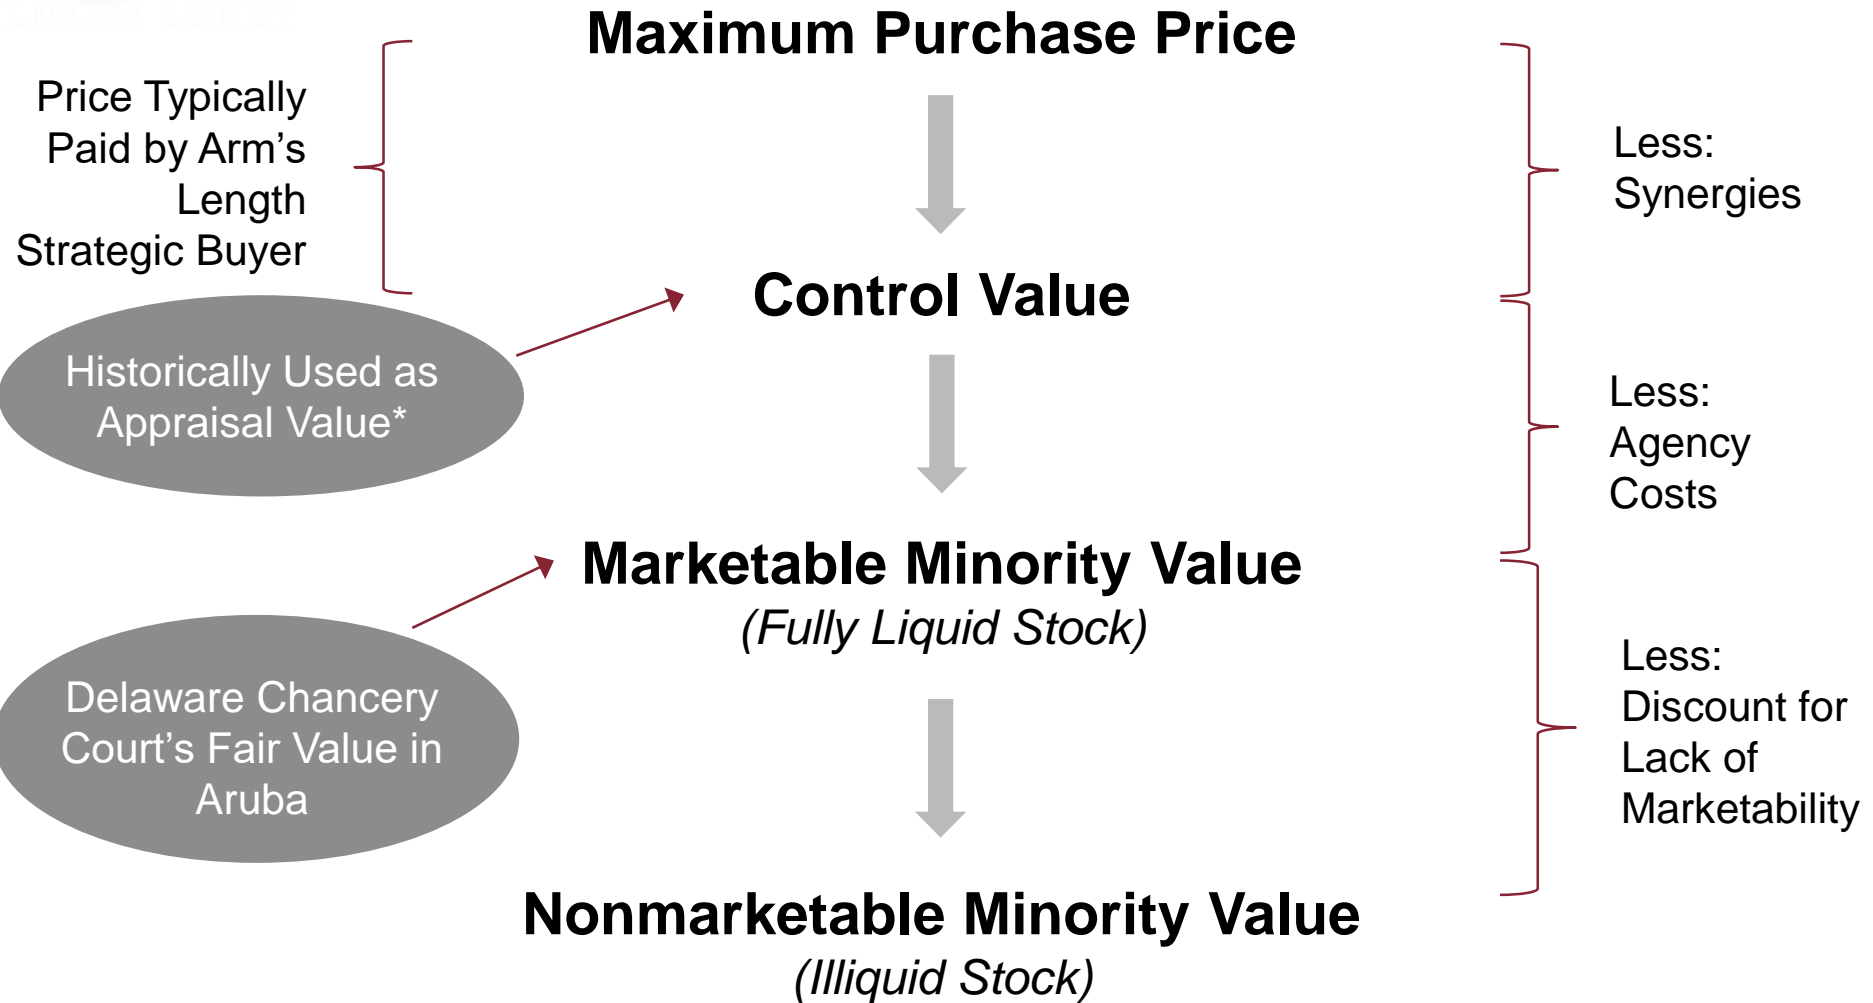 Maximum Purchase Price
Price Typically
Paid by Arm's
Length
Strategic Buyer
Less:
Synergies
Control Value
Historically Used as
Appraisal Value*
Less:
Agency
Costs
Marketable Minority Value
(Fully Liquid Stock)
Delaware Chancery
Court's Fair Value in
Aruba
Less:
Discount for
Lack of
Marketability
Nonmarketable Minority Value
(Illiquid Stock)